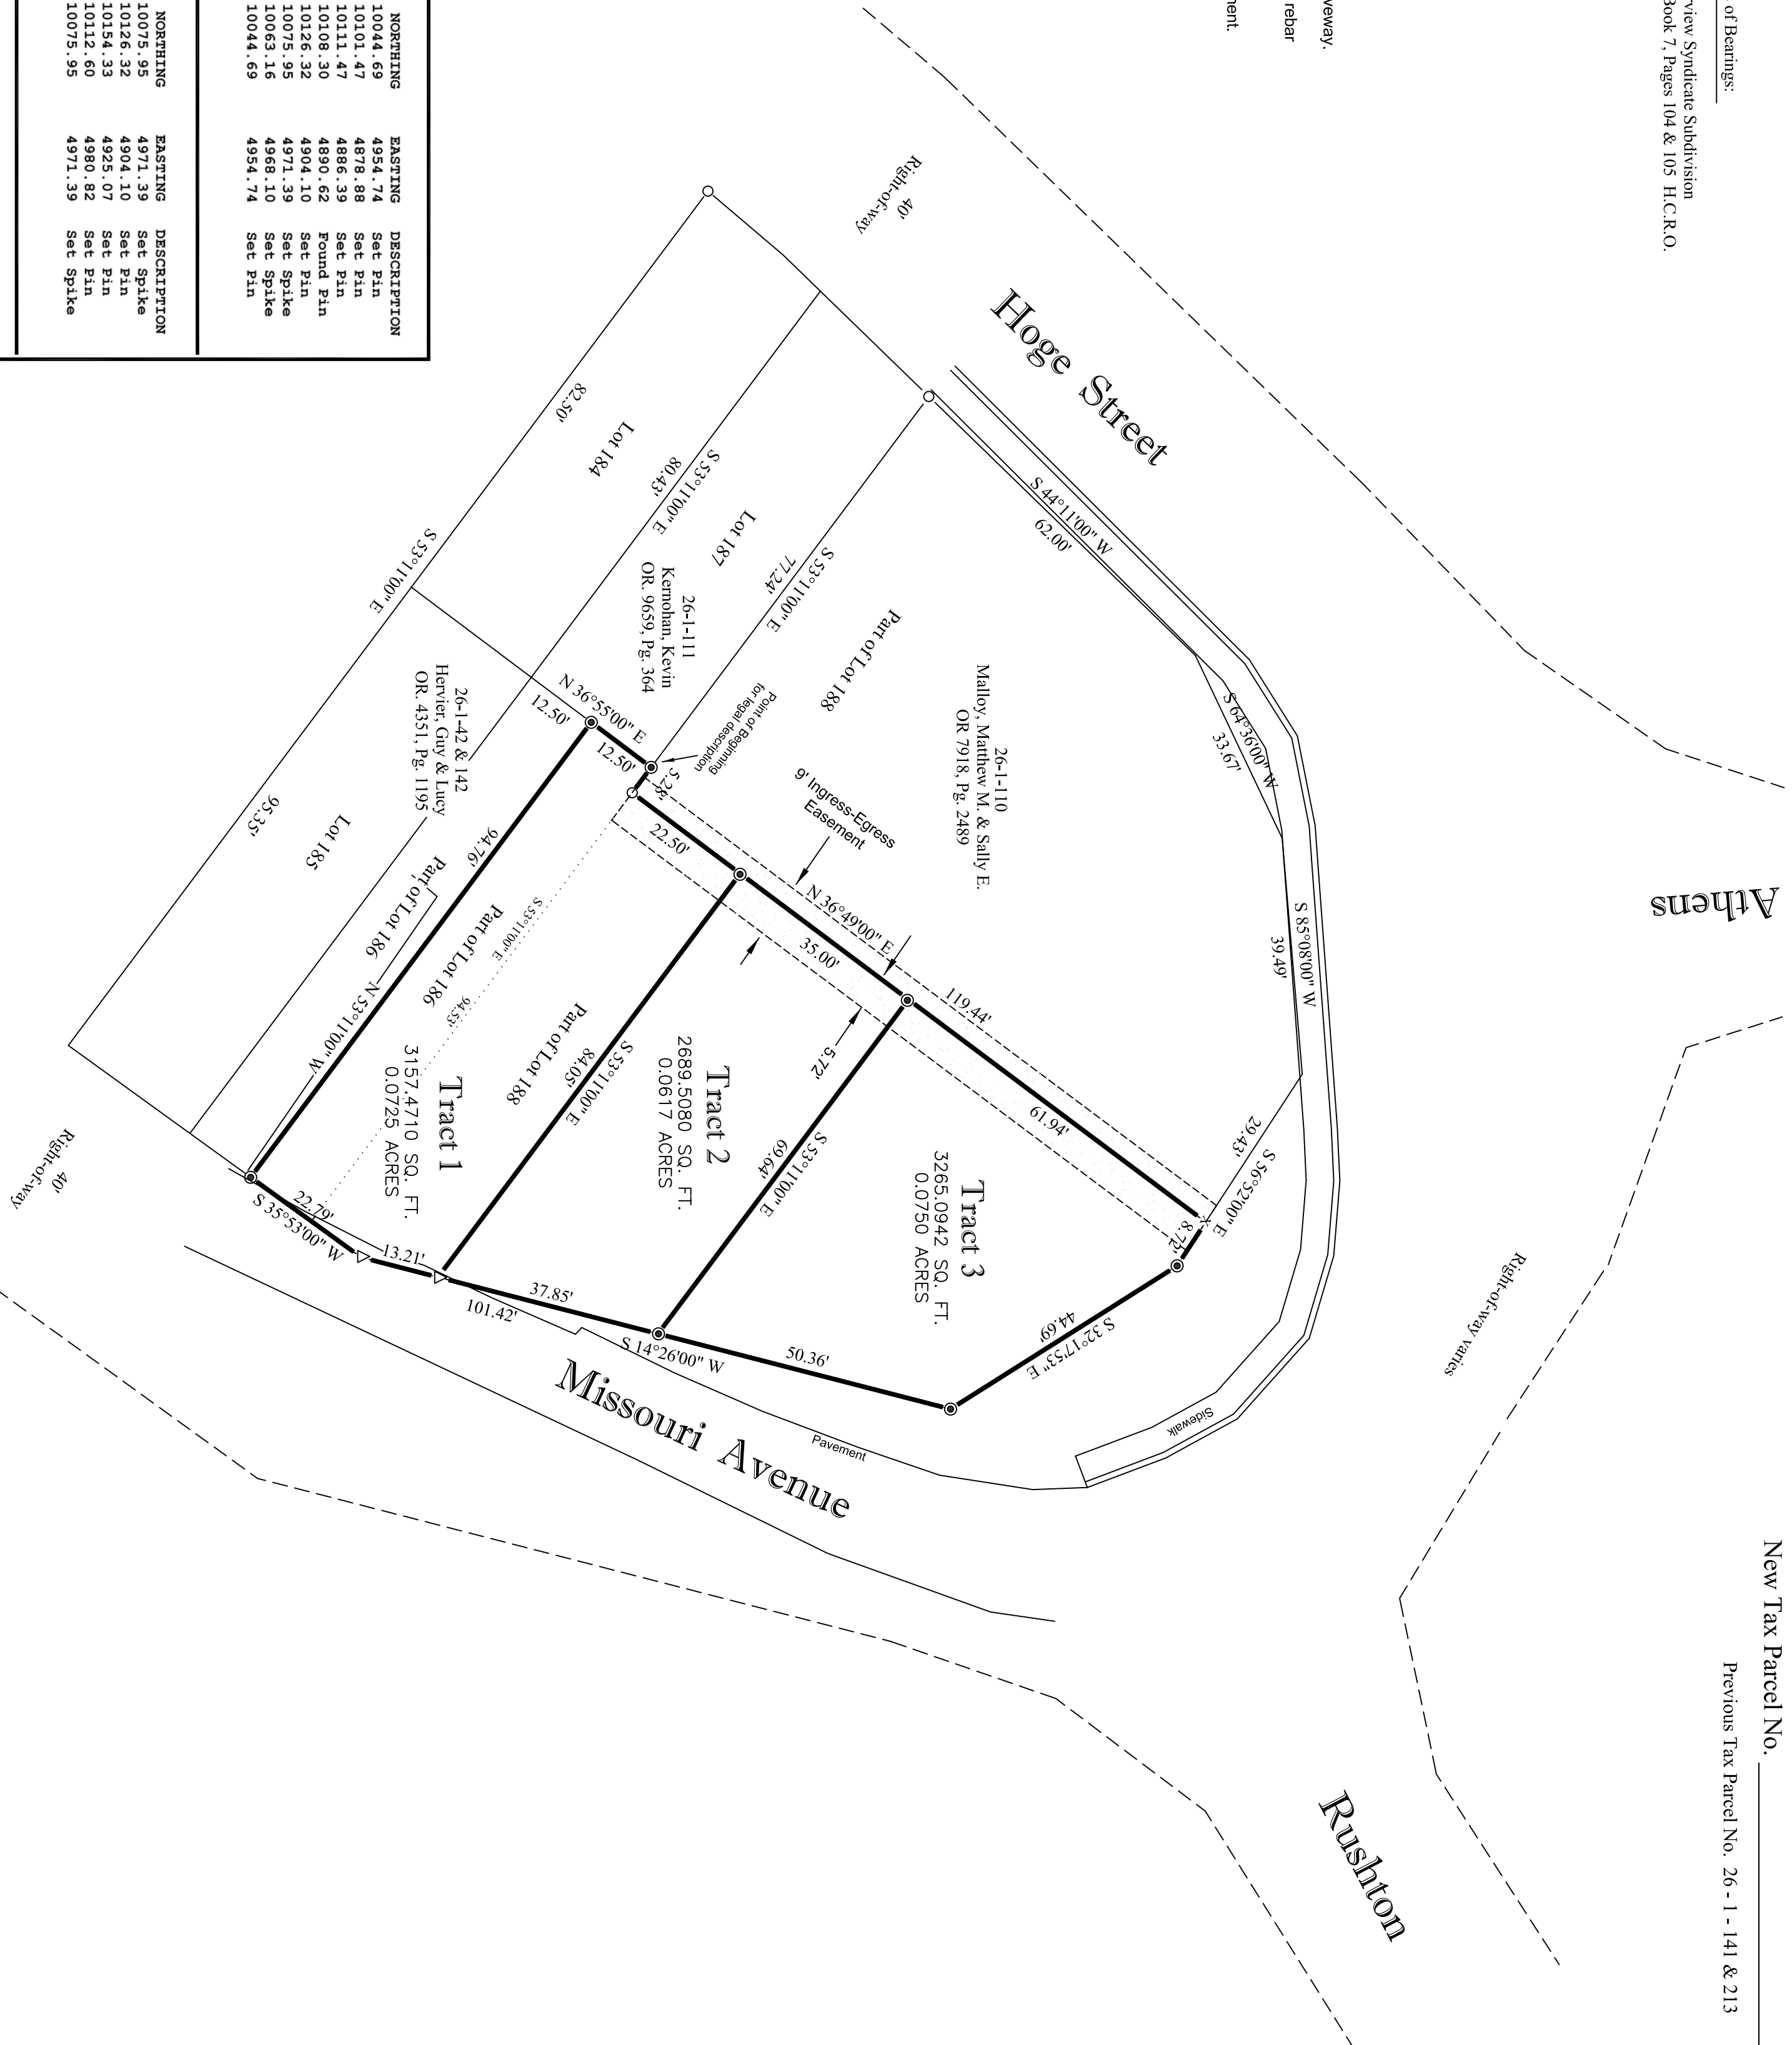 of Bearings:
rview Syndicate Subdivision
Book 7, Pages 104 & 105 H.C.R.O.
veway.
rebar
ment.
NORTHING EASTING DESCRIPTION
10044.69 4954.74 Set Pin
10101.47 4878.88 Set Pin
10111.47 4886.39 Set Pin
10108.30 4890.62 Found Pin
10126.32 4904.10 Set Pin
10075.95 4971.39 Set Spike
10063.16 4968.10 Set Spike
10044.69 4954.74 Set Pin
NORTHING EASTING DESCRIPTION
10075.95 4971.39 Set Spike
10126.32 4904.10 Set Pin
10154.33 4925.07 Set Pin
10112.60 4980.82 Set Pin
10075.95 4971.39 Set Spike
New Tax Parcel No.
Previous Tax Parcel No. 26 - 1 - 141 & 213
Athens
Rushton
Hoge Street
Missouri Avenue
40'
Right-of-way
40'
Right-of-way
Right-of-way varies
Sidewalk
Pavement
S 44°11'00" W
62.00'
S 64°36'00" W
33.67'
S 85°08'00" W
39.49'
29.43'
S 56°52'00" E
8.72'
S 32°17'53" E
44.69'
26-1-110
Malloy, Matthew M. & Sally E.
OR 7918, Pg. 2489
Part of Lot 188
9' Ingress-Egress
Easement
N 36°49'00" E
119.44'
61.94'
35.00'
22.50'
5.72'
5.28'
Point of Beginning
for legal description
S 53°11'00" E
77.24'
Lot 187
26-1-111
Kernohan, Kevin
OR. 9659, Pg. 364
S 53°11'00" E
80.43'
Lot 184
82.50'
S 53°11'00" E
N 36°55'00" E
12.50'
12.50'
26-1-42 & 142
Hervier, Guy & Lucy
OR. 4351, Pg. 1195
95.35'
Lot 185
94.76'
Part of Lot 186
N 53°11'00" W
Part of Lot 186
S 53°11'00" E
94.53'
Part of Lot 188
Tract 1
3157.4710 SQ. FT.
0.0725 ACRES
S 53°11'00" E
84.05'
Tract 2
2689.5080 SQ. FT.
0.0617 ACRES
S 53°11'00" E
69.64'
Tract 3
3265.0942 SQ. FT.
0.0750 ACRES
22.79'
S 35°53'00" W
13.21'
37.85'
101.42'
S 14°26'00" W
50.36'